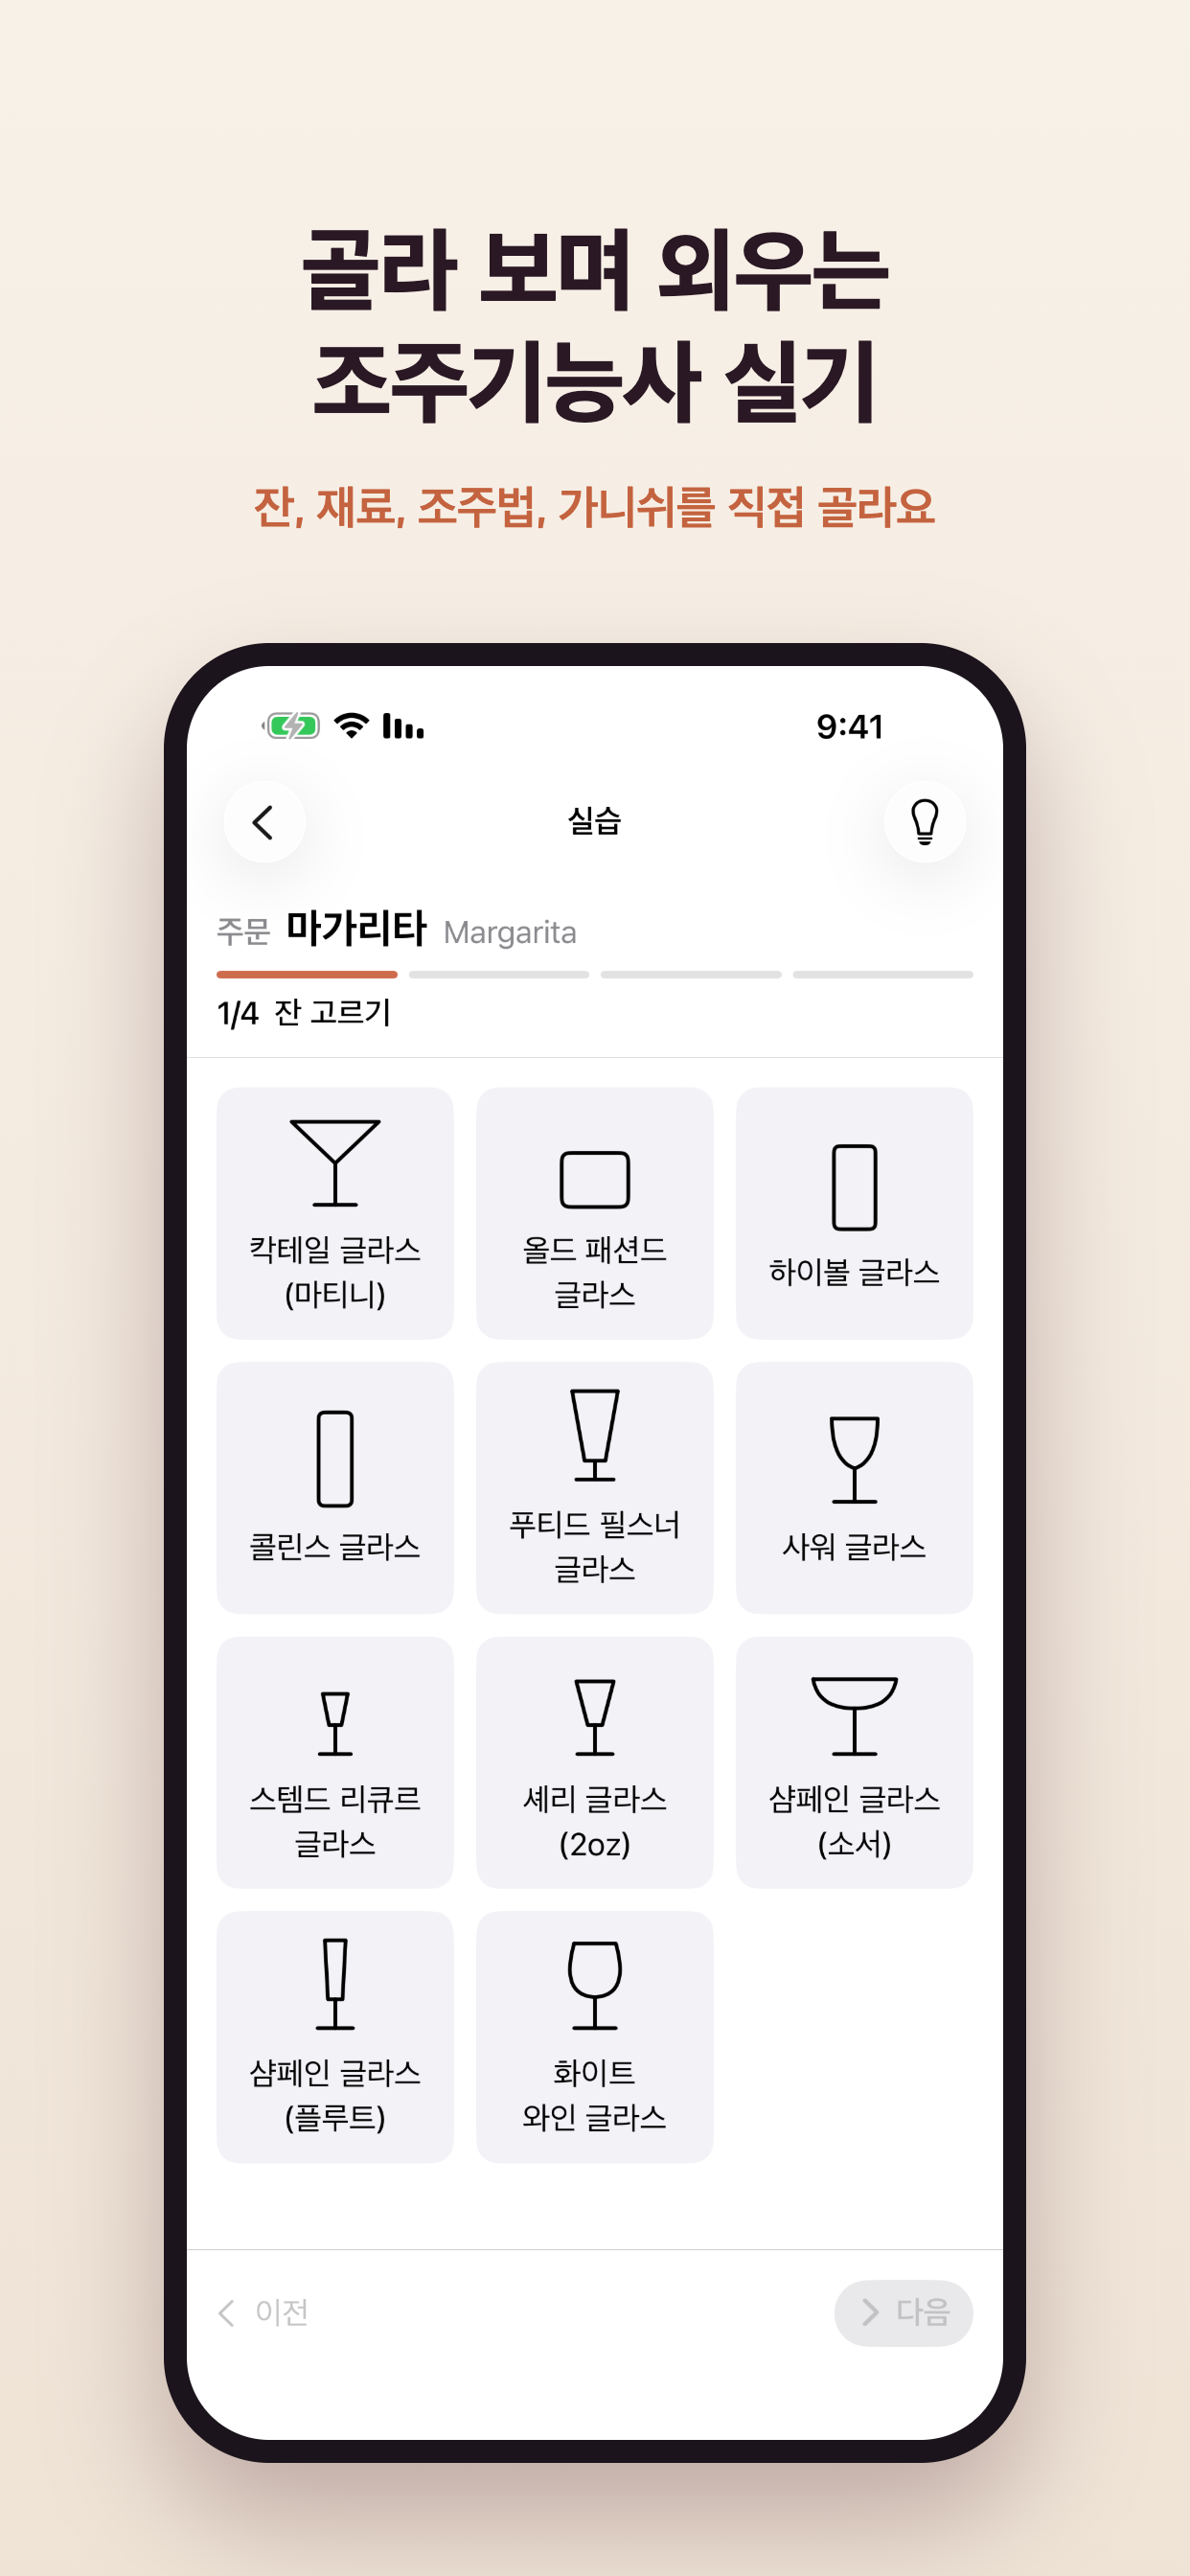 골라 보며 외우는
조주기능사 실기
잔, 재료, 조주법, 가니쉬를 직접 골라요
9:41
실습
주문 마가리타 Margarita
1/4 잔 고르기
칵테일 글라스
(마티니)
올드 패션드
글라스
하이볼 글라스
콜린스 글라스
푸티드 필스너
글라스
사워 글라스
스템드 리큐르
글라스
셰리 글라스
(2oz)
샴페인 글라스
(소서)
샴페인 글라스
(플루트)
화이트
와인 글라스
이전
다음